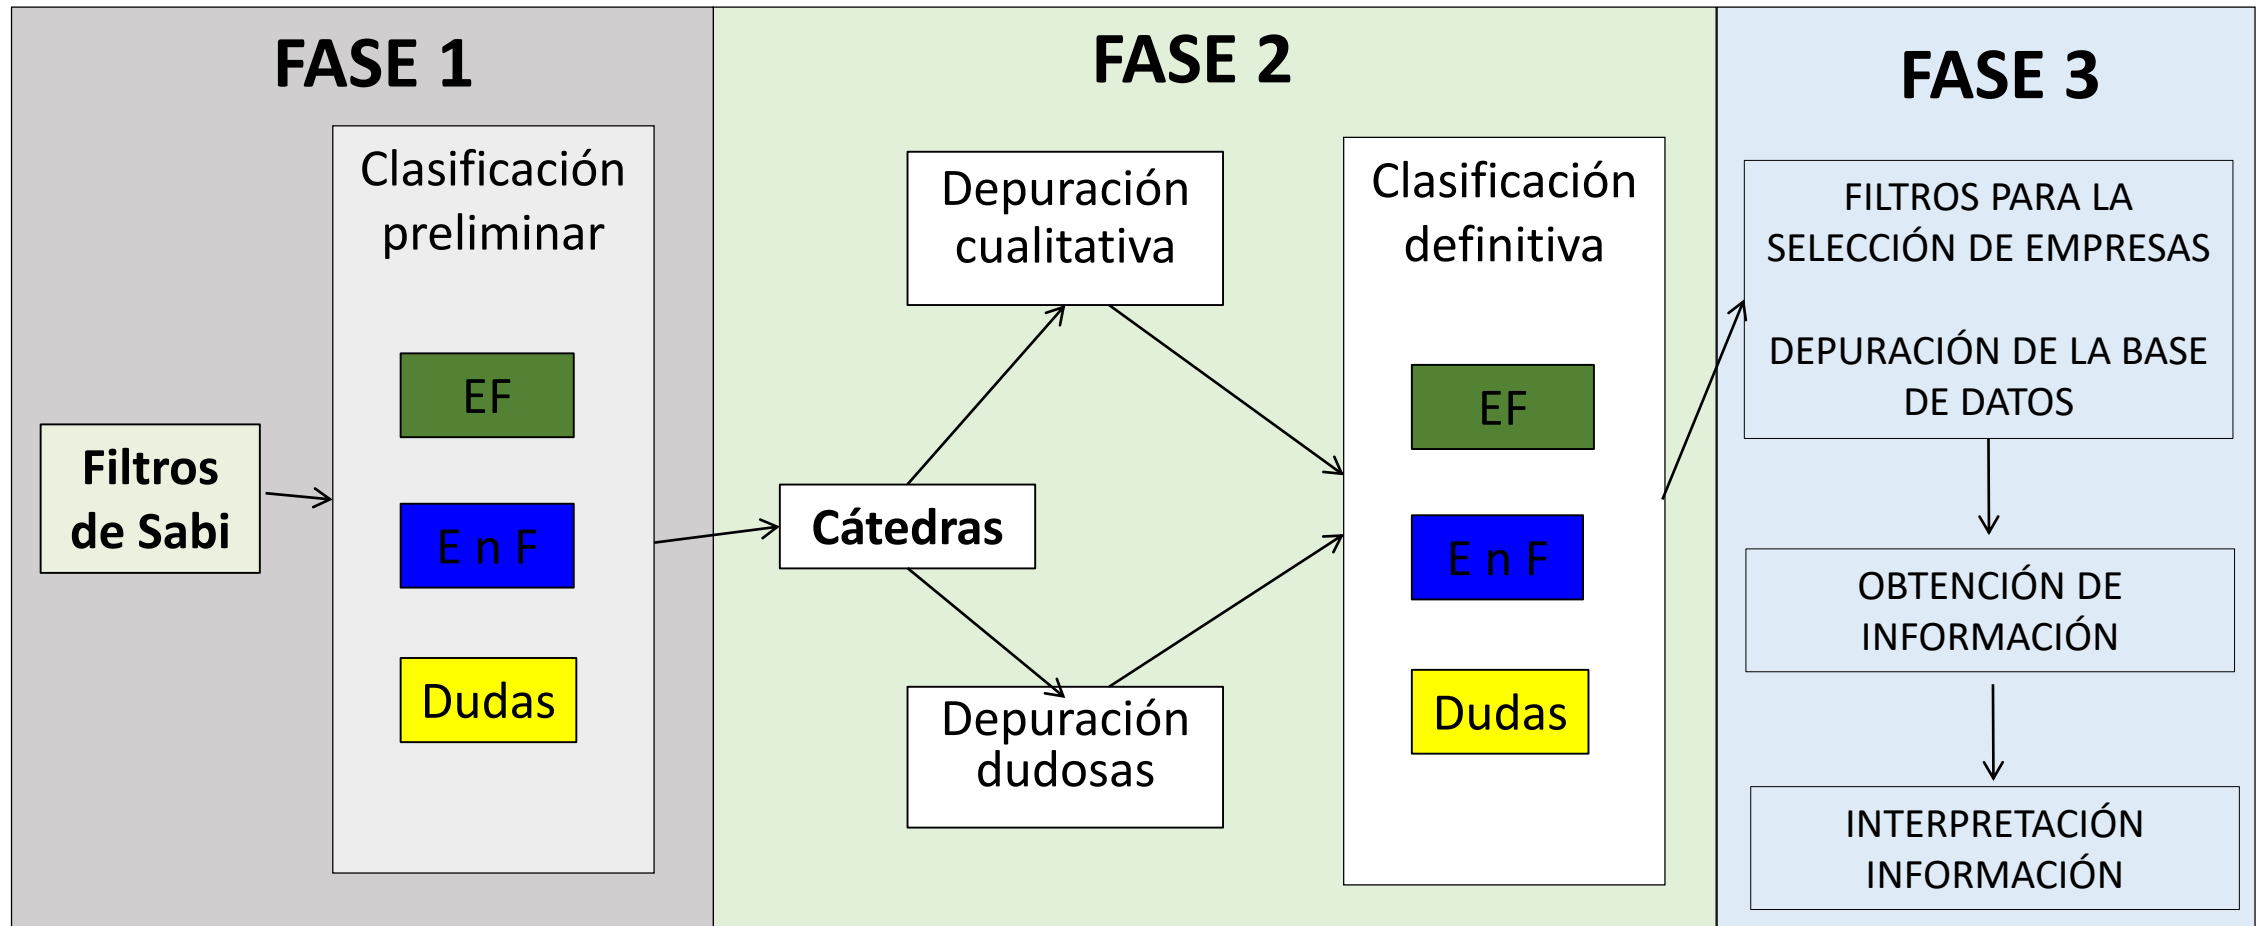 FASE 1
Filtros
de Sabi
Clasificación
preliminar
EF
E n F
Dudas
FASE 2
Cátedras
Depuración
cualitativa
Depuración
dudosas
Clasificación
definitiva
EF
E n F
Dudas
FASE 3
FILTROS PARA LA
SELECCIÓN DE EMPRESAS
DEPURACIÓN DE LA BASE
DE DATOS
OBTENCIÓN DE
INFORMACIÓN
INTERPRETACIÓN
INFORMACIÓN